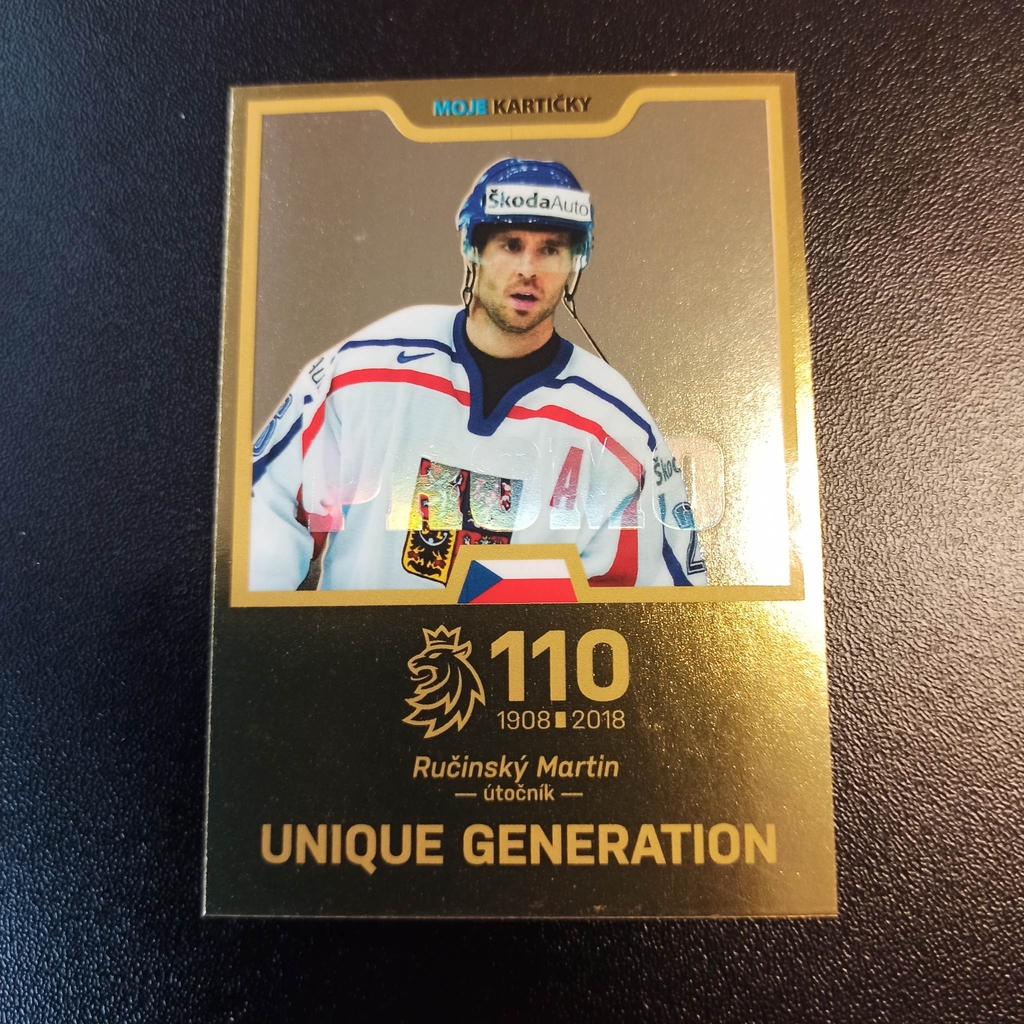 MOJE KARTIČKY
ŠkodaAuto
A
PROMO
110
1908 2018
Ručinský Martin
— útočník —
UNIQUE GENERATION